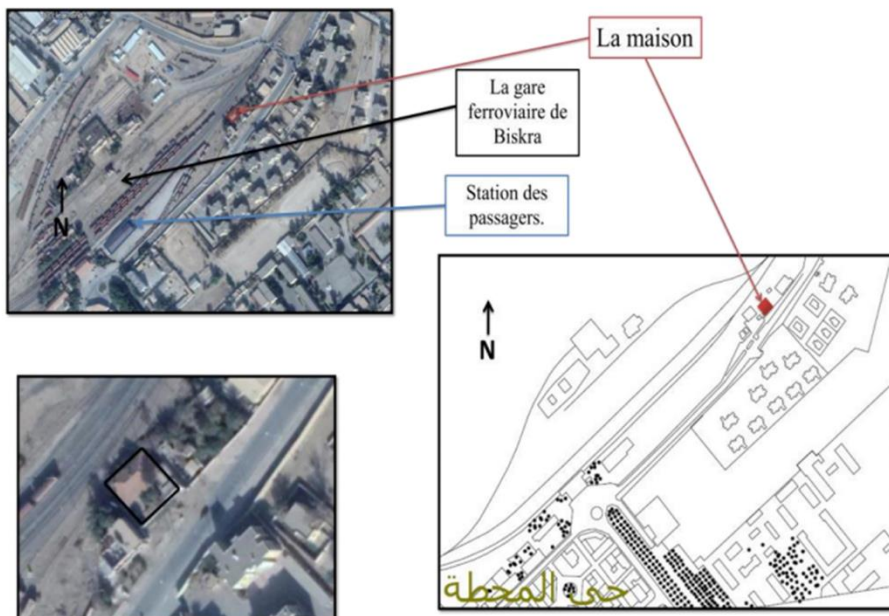 La maison
La gare
ferroviaire de
Biskra
Station des
passagers.
N
N
حي المحطة